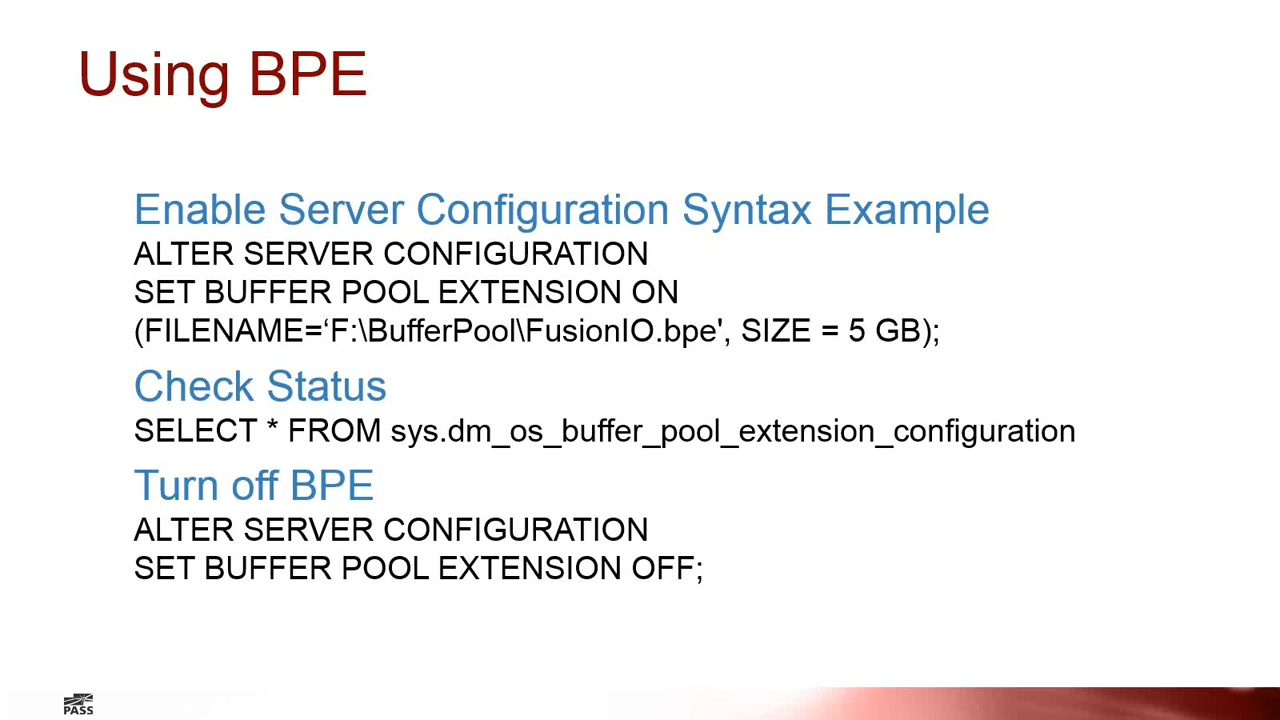 Using BPE
Enable Server Configuration Syntax Example
ALTER SERVER CONFIGURATION
SET BUFFER POOL EXTENSION ON
(FILENAME=‘F:\BufferPool\FusionIO.bpe', SIZE = 5 GB);
Check Status
SELECT * FROM sys.dm_os_buffer_pool_extension_configuration
Turn off BPE
ALTER SERVER CONFIGURATION
SET BUFFER POOL EXTENSION OFF;
PASS